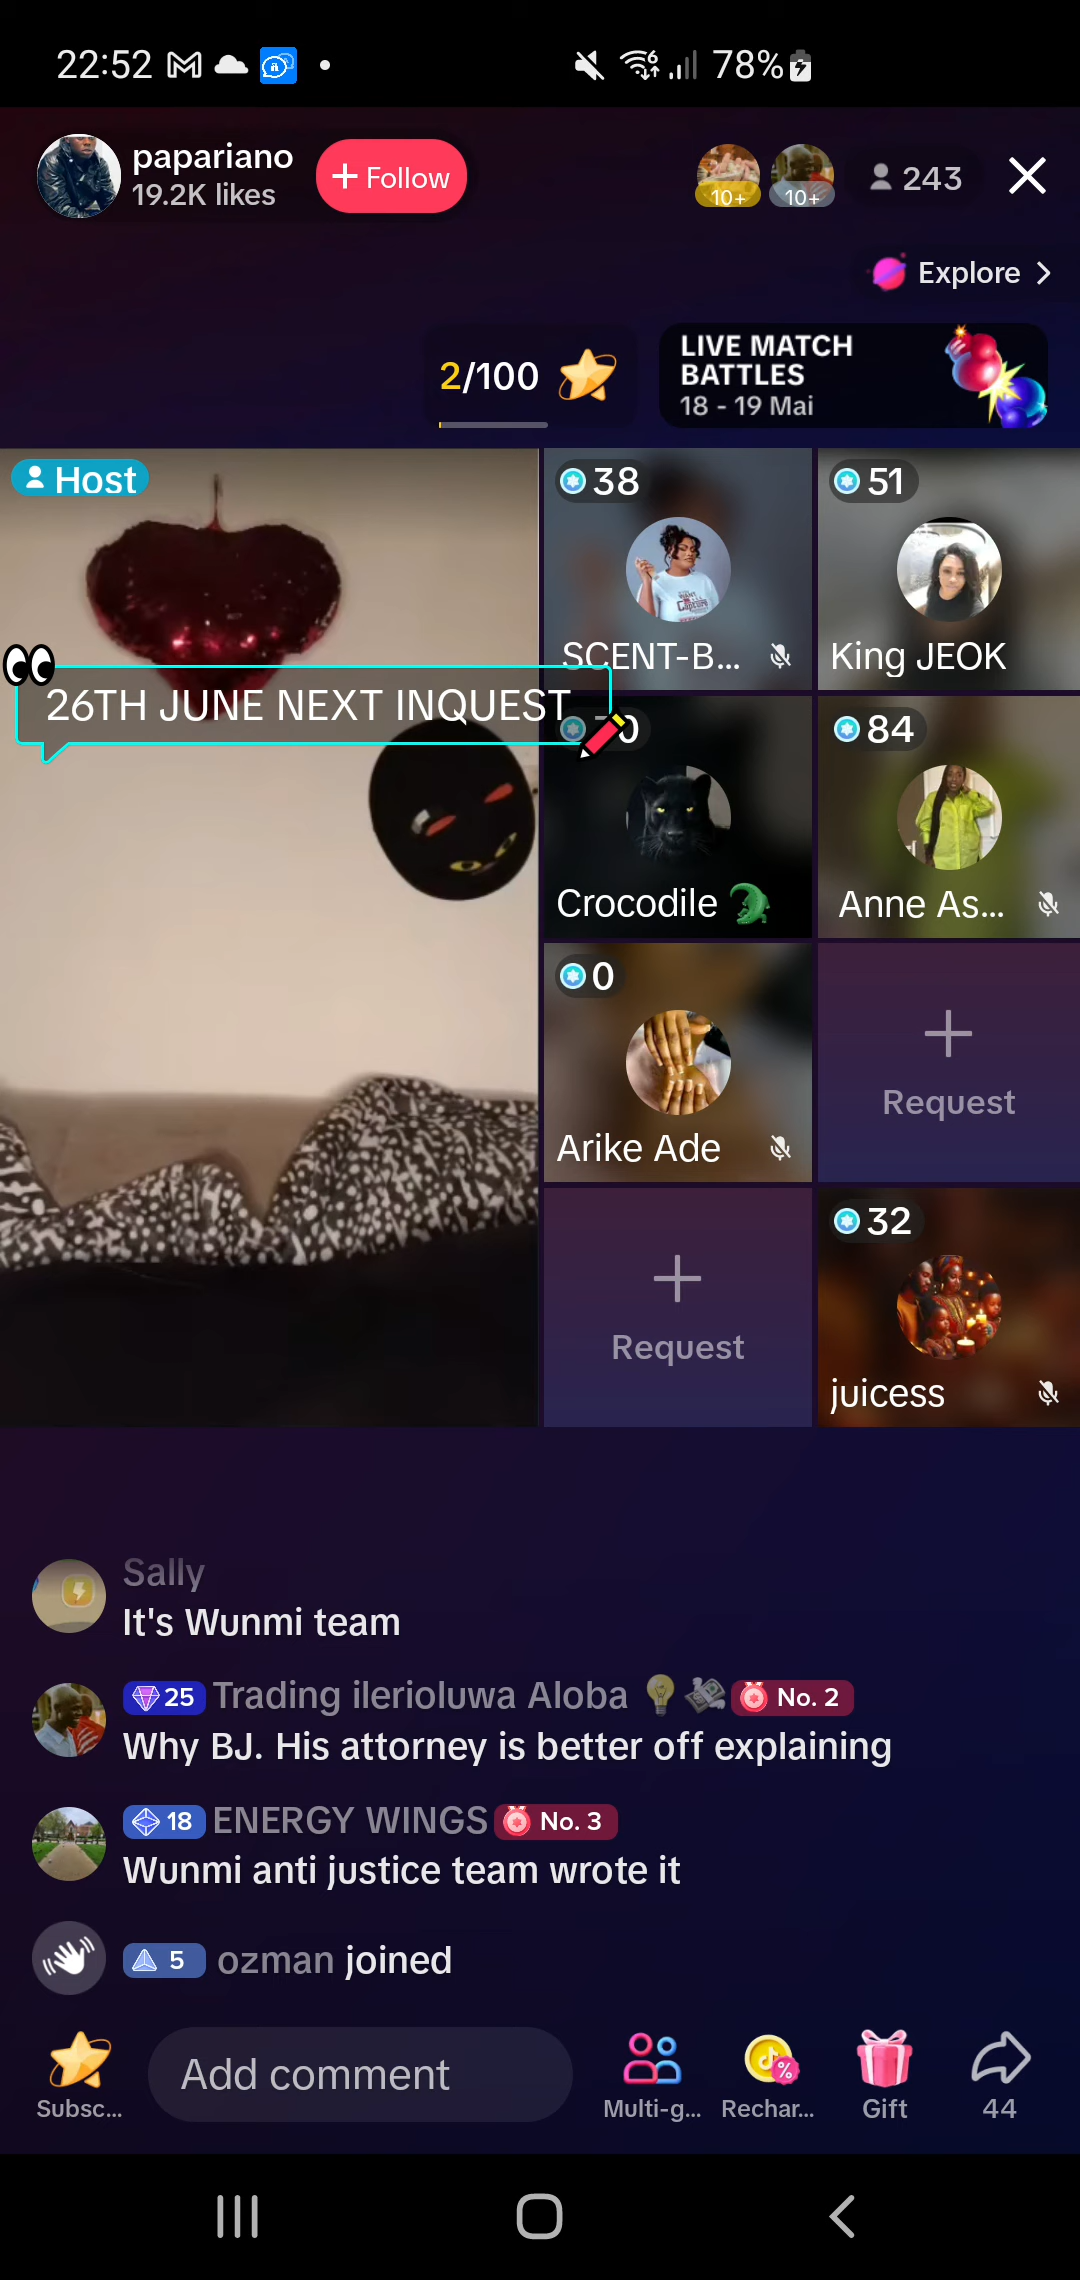 22:52
78%
papariano
19.2K likes
+ Follow
10+
10+
243
Explore >
2/100
LIVE MATCH
BATTLES
18 - 19 Mai
Host
38
SCENT-B...
51
King JEOK
26TH JUNE NEXT INQUEST
Crocodile 🐊
84
Anne As...
0
Arike Ade
Request
Request
32
juicess
Sally
It's Wunmi team
25 Trading ilerioluwa Aloba 💡💸 No. 2
Why BJ. His attorney is better off explaining
18 ENERGY WINGS No. 3
Wunmi anti justice team wrote it
5 ozman joined
Subsc...
Add comment
Multi-g...
Rechar...
Gift
44